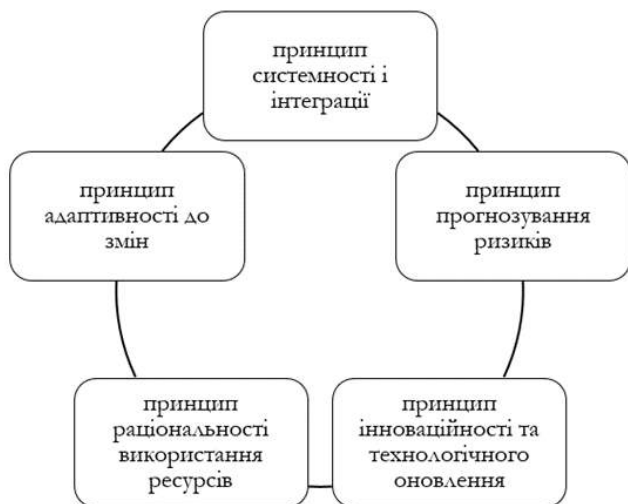 принцип
системності і
інтеграції
принцип
адаптивності до
змін
принцип
прогнозування
ризиків
принцип
раціональності
використання
ресурсів
принцип
інноваційності та
технологічного
оновлення